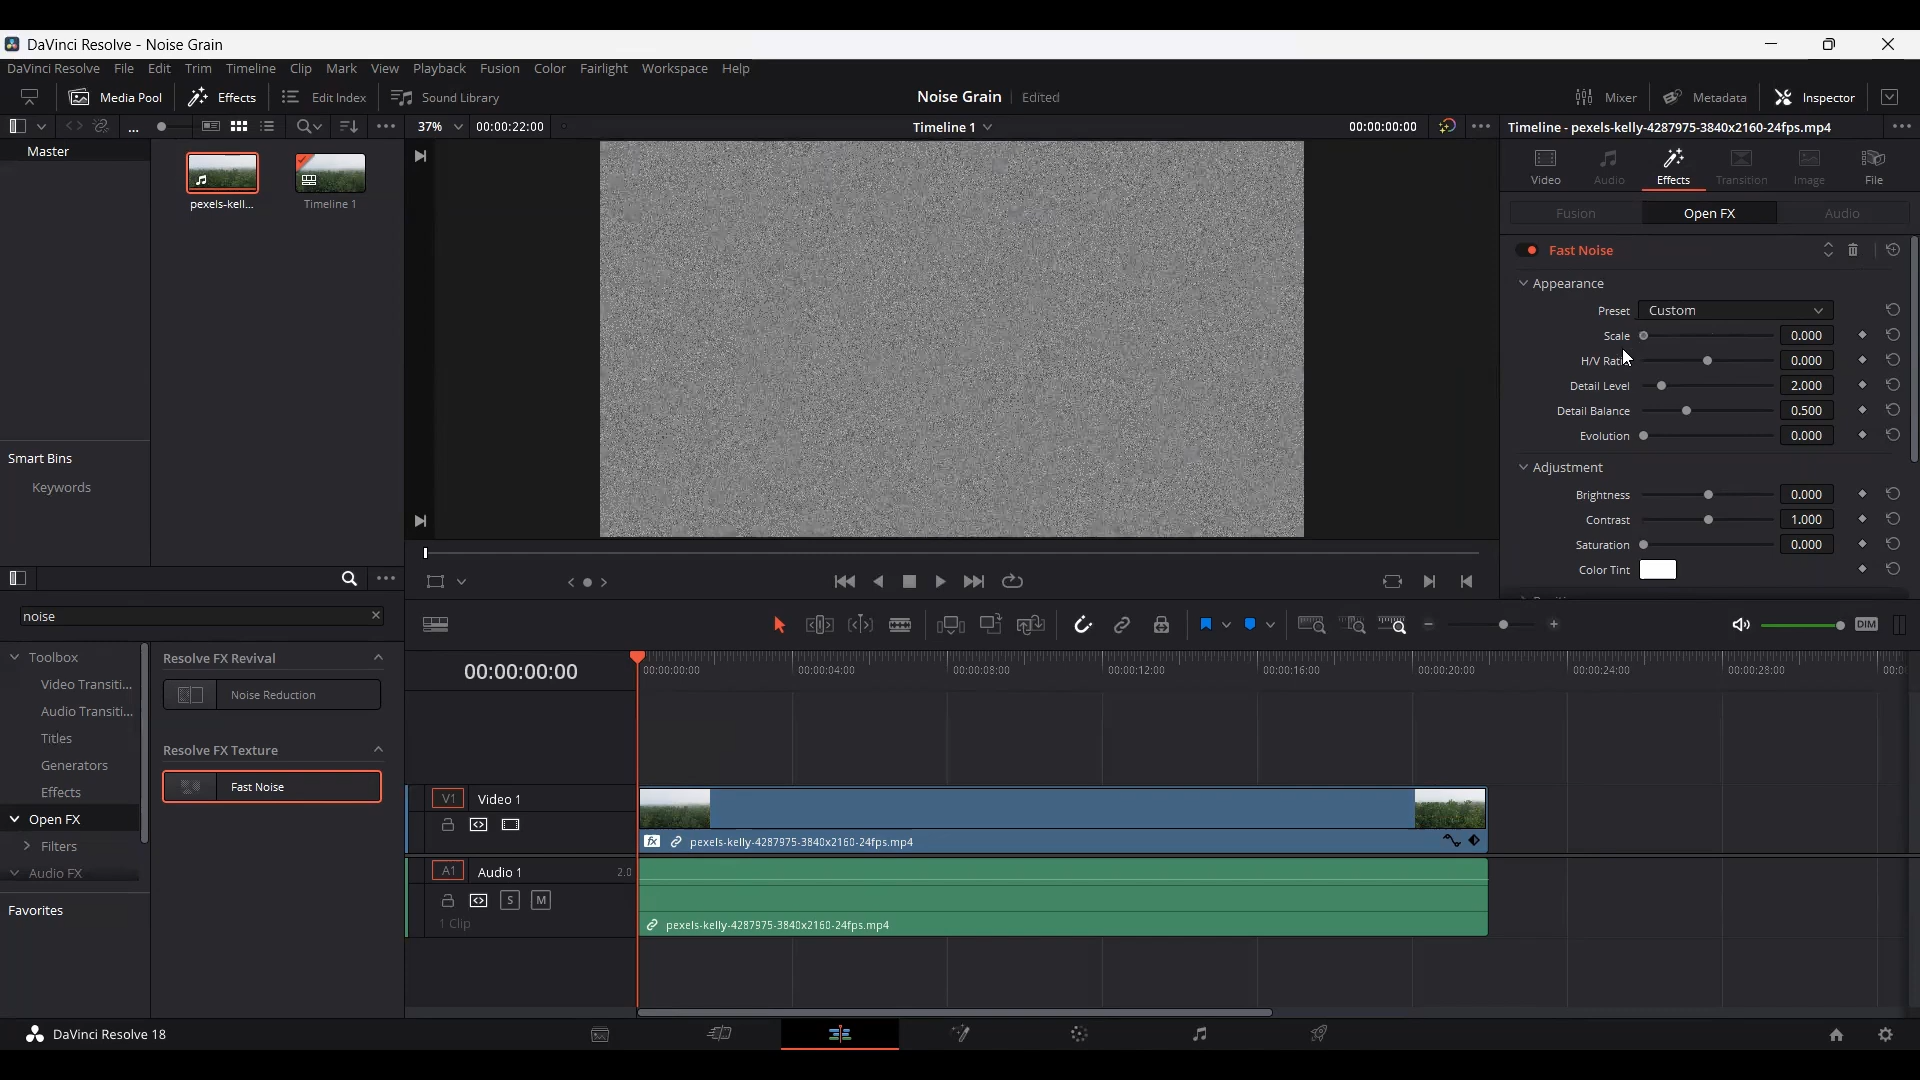 DaVinci Resolve - Noise Grain
DaVinci Resolve File Edit Trim Timeline Clip Mark View Playback Fusion Color Fairlight Workspace Help
Media Pool Effects Edit Index Sound Library Noise Grain Edited Mixer Metadata Inspector
... 37% 00:00:22:00 Timeline 1 00:00:00:00 Timeline - pexels-kelly-4287975-3840x2160-24fps.mp4
Master
pexels-kell... Timeline 1
Video Audio Effects Transition Image File
Fusion Open FX Audio
Fast Noise
Appearance
Preset Custom
Scale 0.000
H/V Rati 0.000
Detail Level 2.000
Detail Balance 0.500
Evolution 0.000
Adjustment
Brightness 0.000
Contrast 1.000
Saturation 0.000
Color Tint
Smart Bins
Keywords
noise
DIM
Toolbox
Video Transiti...
Audio Transiti...
Titles
Generators
Effects
Open FX
Filters
Audio FX
Favorites
Resolve FX Revival
Noise Reduction
Resolve FX Texture
Fast Noise
00:00:00:00 00:00:00:00 00:00:04:00 00:00:08:00 00:00:12:00 00:00:16:00 00:00:20:00 00:00:24:00 00:00:28:00 00:0
V1 Video 1
fx pexels-kelly-4287975-3840x2160-24fps.mp4
A1 Audio 1 2.0
S M
1 Clip
pexels-kelly-4287975-3840x2160-24fps.mp4
DaVinci Resolve 18